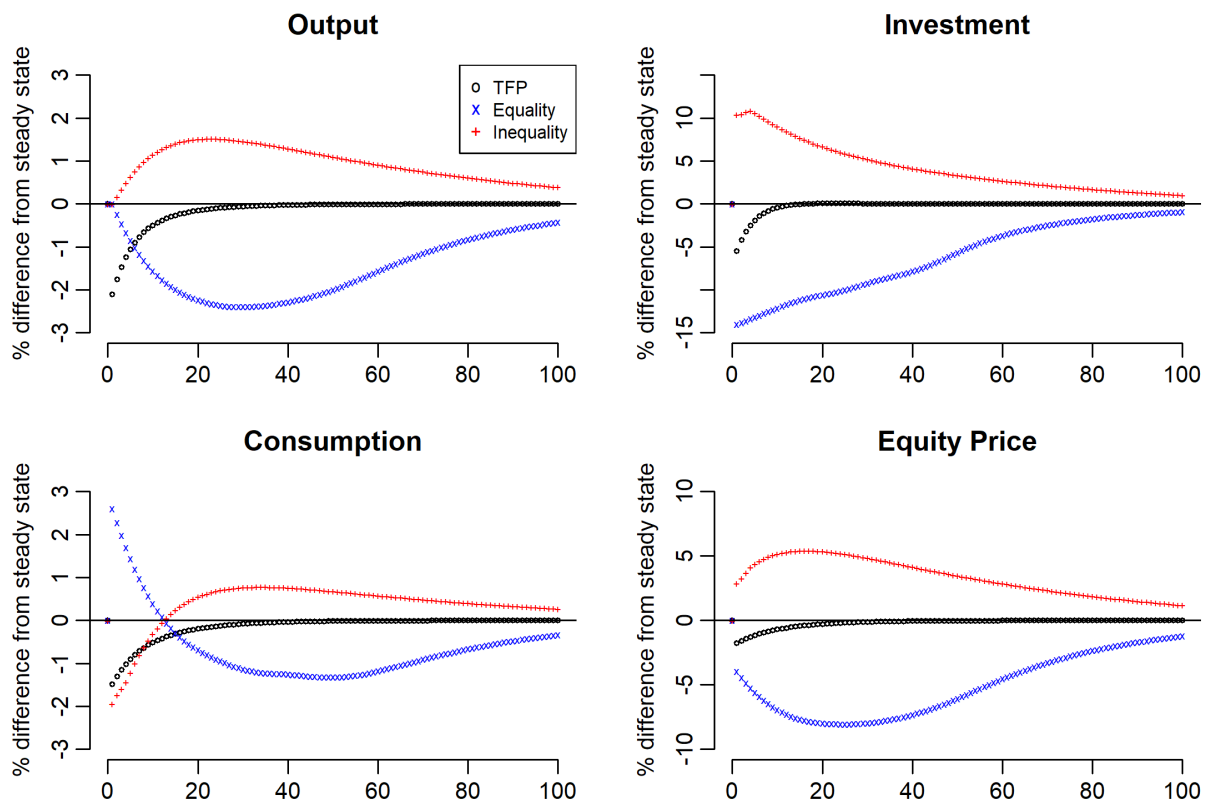 Output
% difference from steady state
3
2
1
0
-1
-2
-3
0 20 40 60 80 100
TFP
Equality
Inequality
Investment
% difference from steady state
10
5
0
-5
-15
0 20 40 60 80 100
Consumption
% difference from steady state
3
2
1
0
-1
-2
-3
0 20 40 60 80 100
Equity Price
% difference from steady state
10
5
0
-5
-10
0 20 40 60 80 100